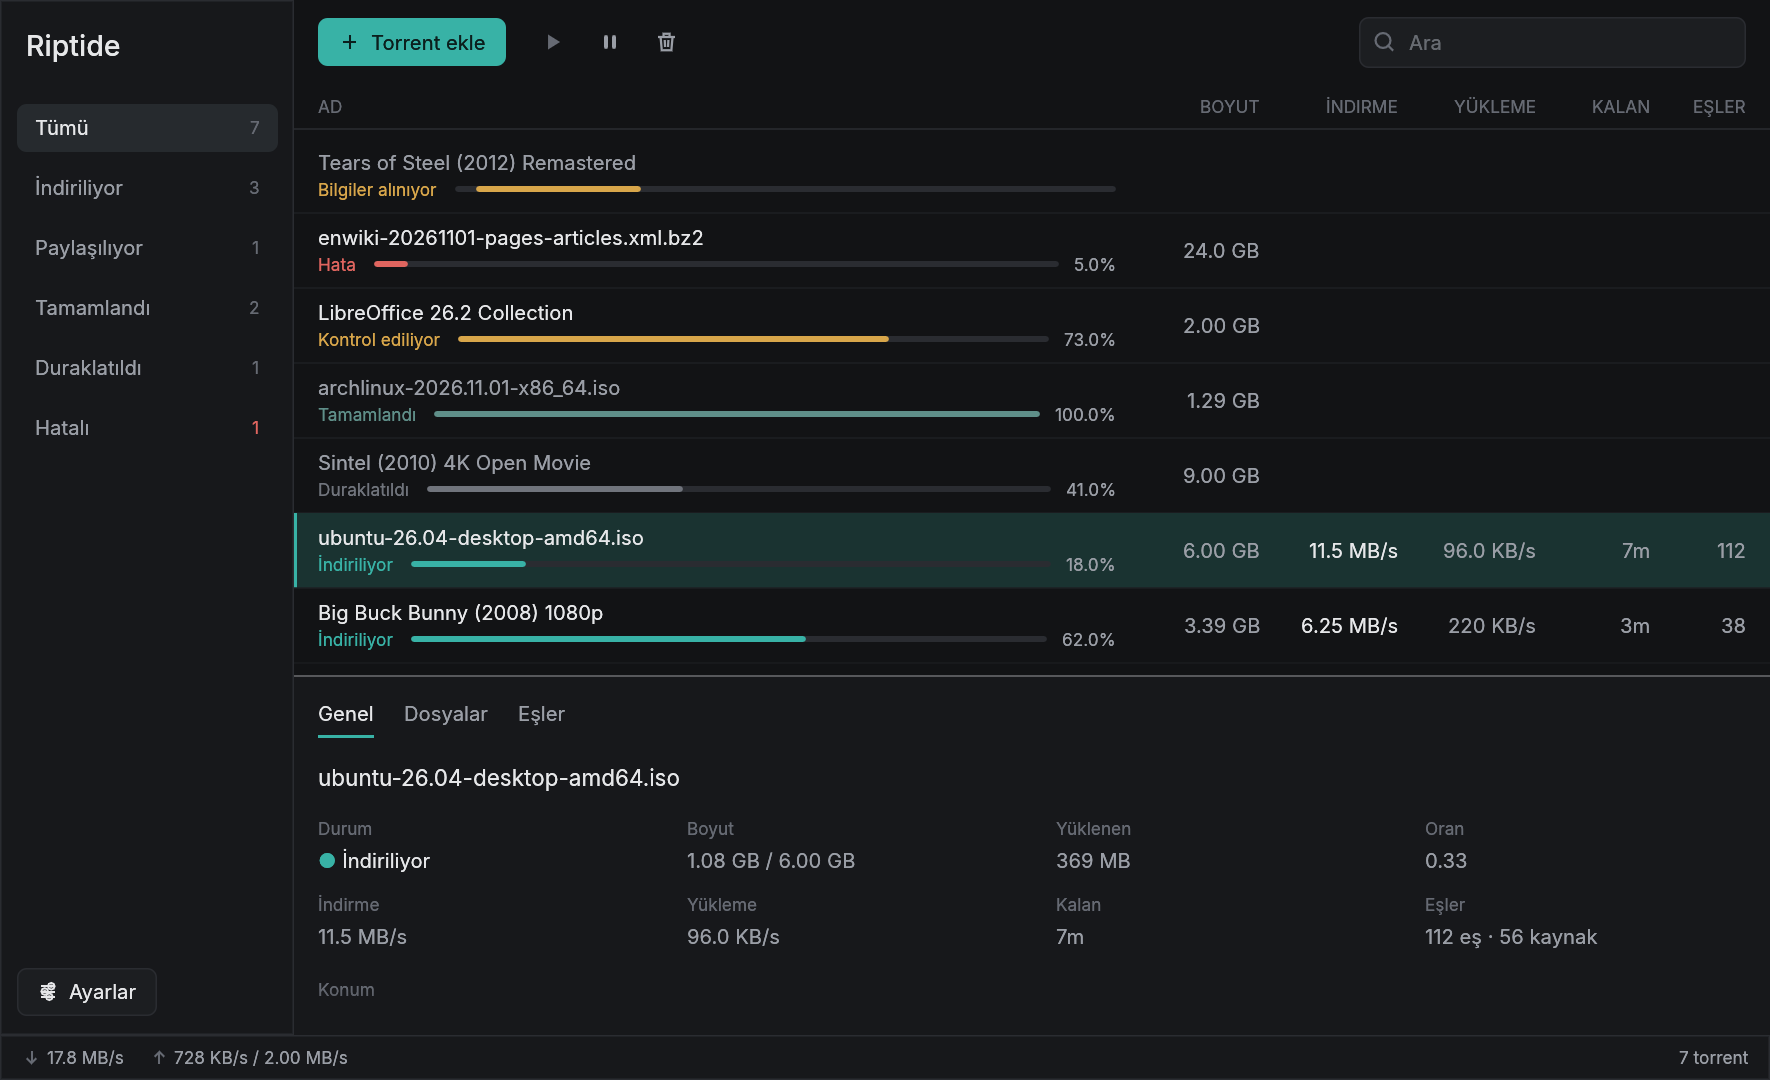 Riptide
Torrent ekle
Ara
Tümü 7
İndiriliyor 3
Paylaşılıyor 1
Tamamlandı 2
Duraklatıldı 1
Hatalı 1
AD BOYUT İNDİRME YÜKLEME KALAN EŞLER
Tears of Steel (2012) Remastered
Bilgiler alınıyor
enwiki-20261101-pages-articles.xml.bz2
Hata 5.0% 24.0 GB
LibreOffice 26.2 Collection
Kontrol ediliyor 73.0% 2.00 GB
archlinux-2026.11.01-x86_64.iso
Tamamlandı 100.0% 1.29 GB
Sintel (2010) 4K Open Movie
Duraklatıldı 41.0% 9.00 GB
ubuntu-26.04-desktop-amd64.iso
İndiriliyor 18.0% 6.00 GB 11.5 MB/s 96.0 KB/s 7m 112
Big Buck Bunny (2008) 1080p
İndiriliyor 62.0% 3.39 GB 6.25 MB/s 220 KB/s 3m 38
Genel Dosyalar Eşler
ubuntu-26.04-desktop-amd64.iso
Durum Boyut Yüklenen Oran
İndiriliyor 1.08 GB / 6.00 GB 369 MB 0.33
İndirme Yükleme Kalan Eşler
11.5 MB/s 96.0 KB/s 7m 112 eş · 56 kaynak
Konum
Ayarlar
↓ 17.8 MB/s ↑ 728 KB/s / 2.00 MB/s 7 torrent